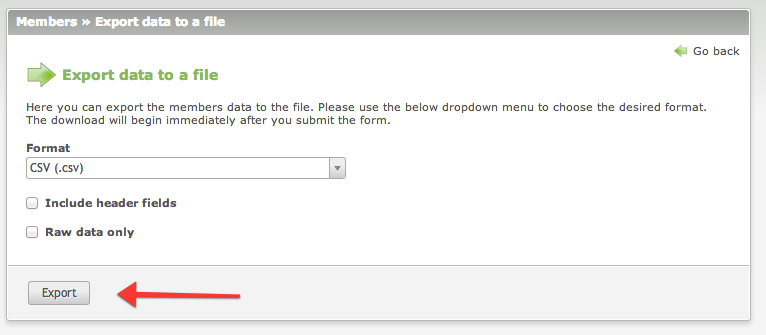 Members » Export data to a file
Go back
Export data to a file
Here you can export the members data to the file. Please use the below dropdown menu to choose the desired format.
The download will begin immediately after you submit the form.
Format
CSV (.csv)
Include header fields
Raw data only
Export